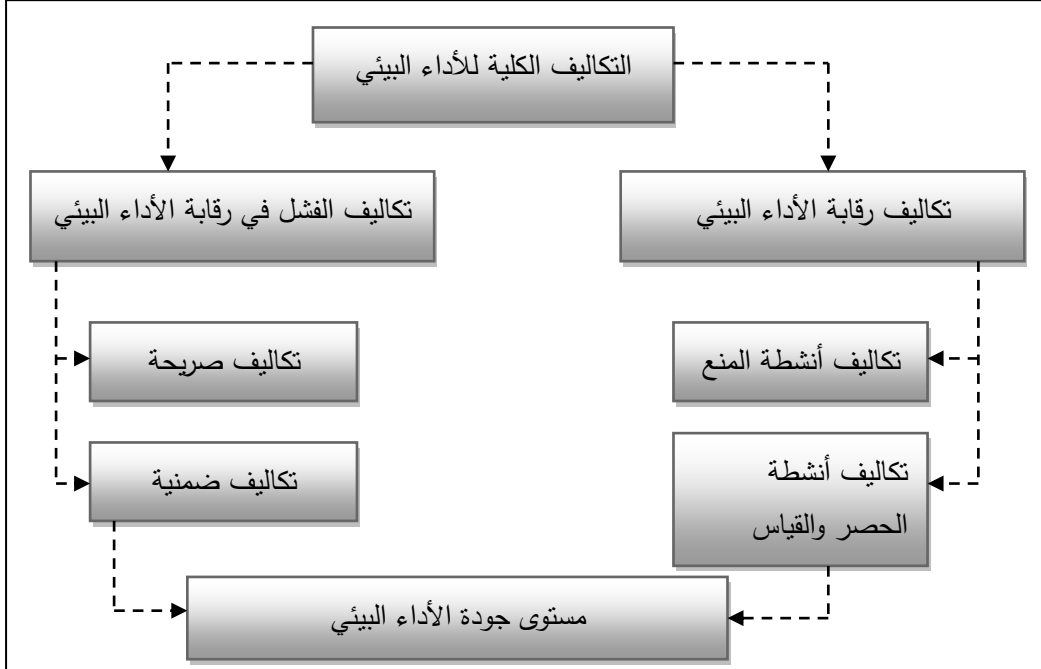 التكاليف الكلية للأداء البيئي
تكاليف رقابة الأداء البيئي
تكاليف الفشل في رقابة الأداء البيئي
تكاليف أنشطة المنع
تكاليف صريحة
تكاليف أنشطة
الحصر والقياس
تكاليف ضمنية
مستوى جودة الأداء البيئي